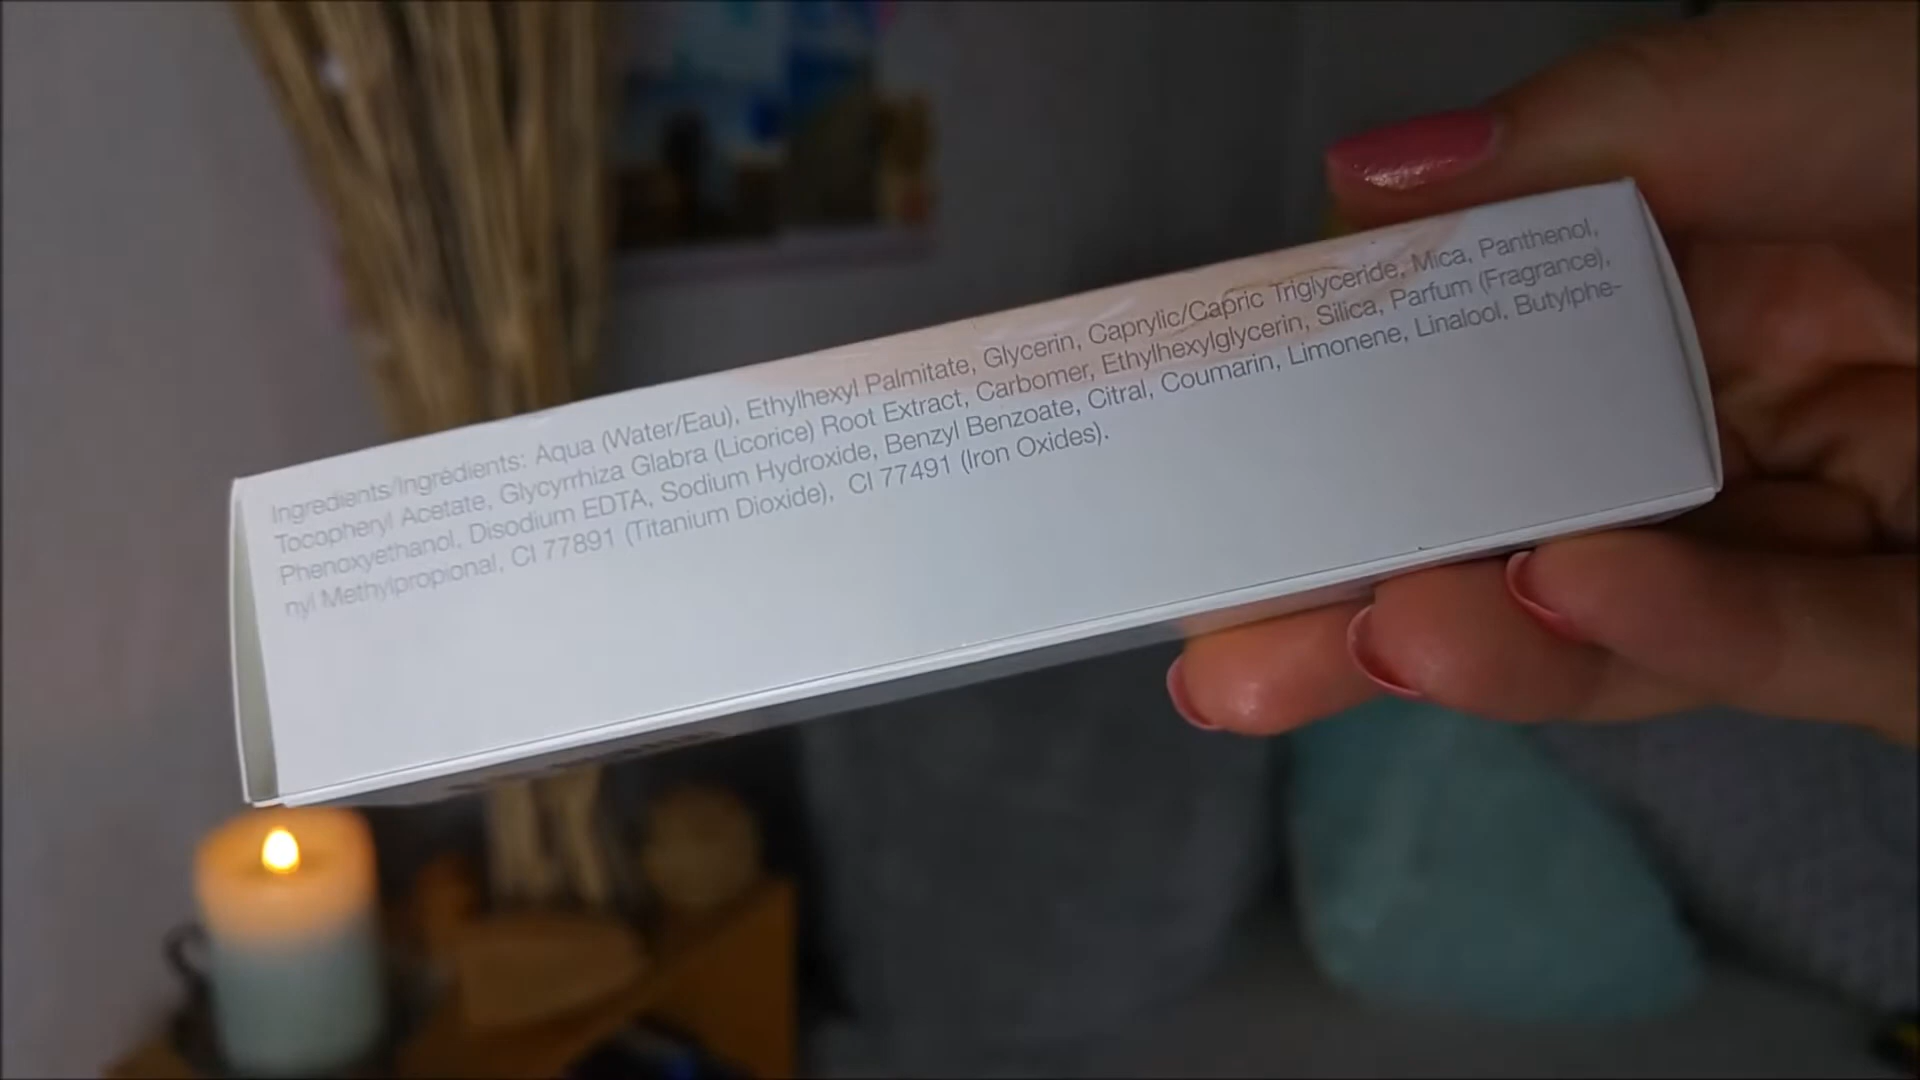 Ingredients/Ingrédients: Aqua (Water/Eau), Ethylhexyl Palmitate, Glycerin, Caprylic/Capric Triglyceride, Mica, Panthenol,
Tocopheryl Acetate, Glycyrrhiza Glabra (Licorice) Root Extract, Carbomer, Ethylhexylglycerin, Silica, Parfum (Fragrance),
Phenoxyethanol, Disodium EDTA, Sodium Hydroxide, Benzyl Benzoate, Citral, Coumarin, Limonene, Linalool, Butylphe-
nyl Methylpropional, CI 77891 (Titanium Dioxide), CI 77491 (Iron Oxides).